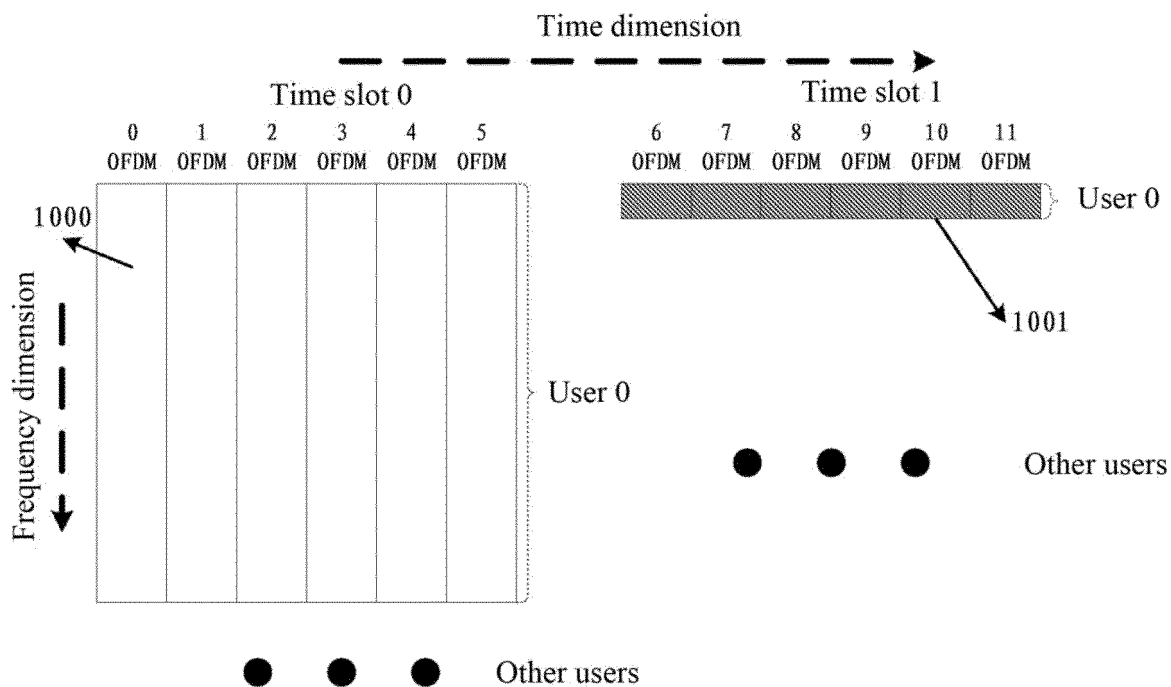 Time dimension
Time slot 0
Time slot 1
0 1 2 3 4 5
OFDM OFDM OFDM OFDM OFDM OFDM
6 7 8 9 10 11
OFDM OFDM OFDM OFDM OFDM OFDM
User 0
1000
1001
Frequency dimension
User 0
Other users
Other users